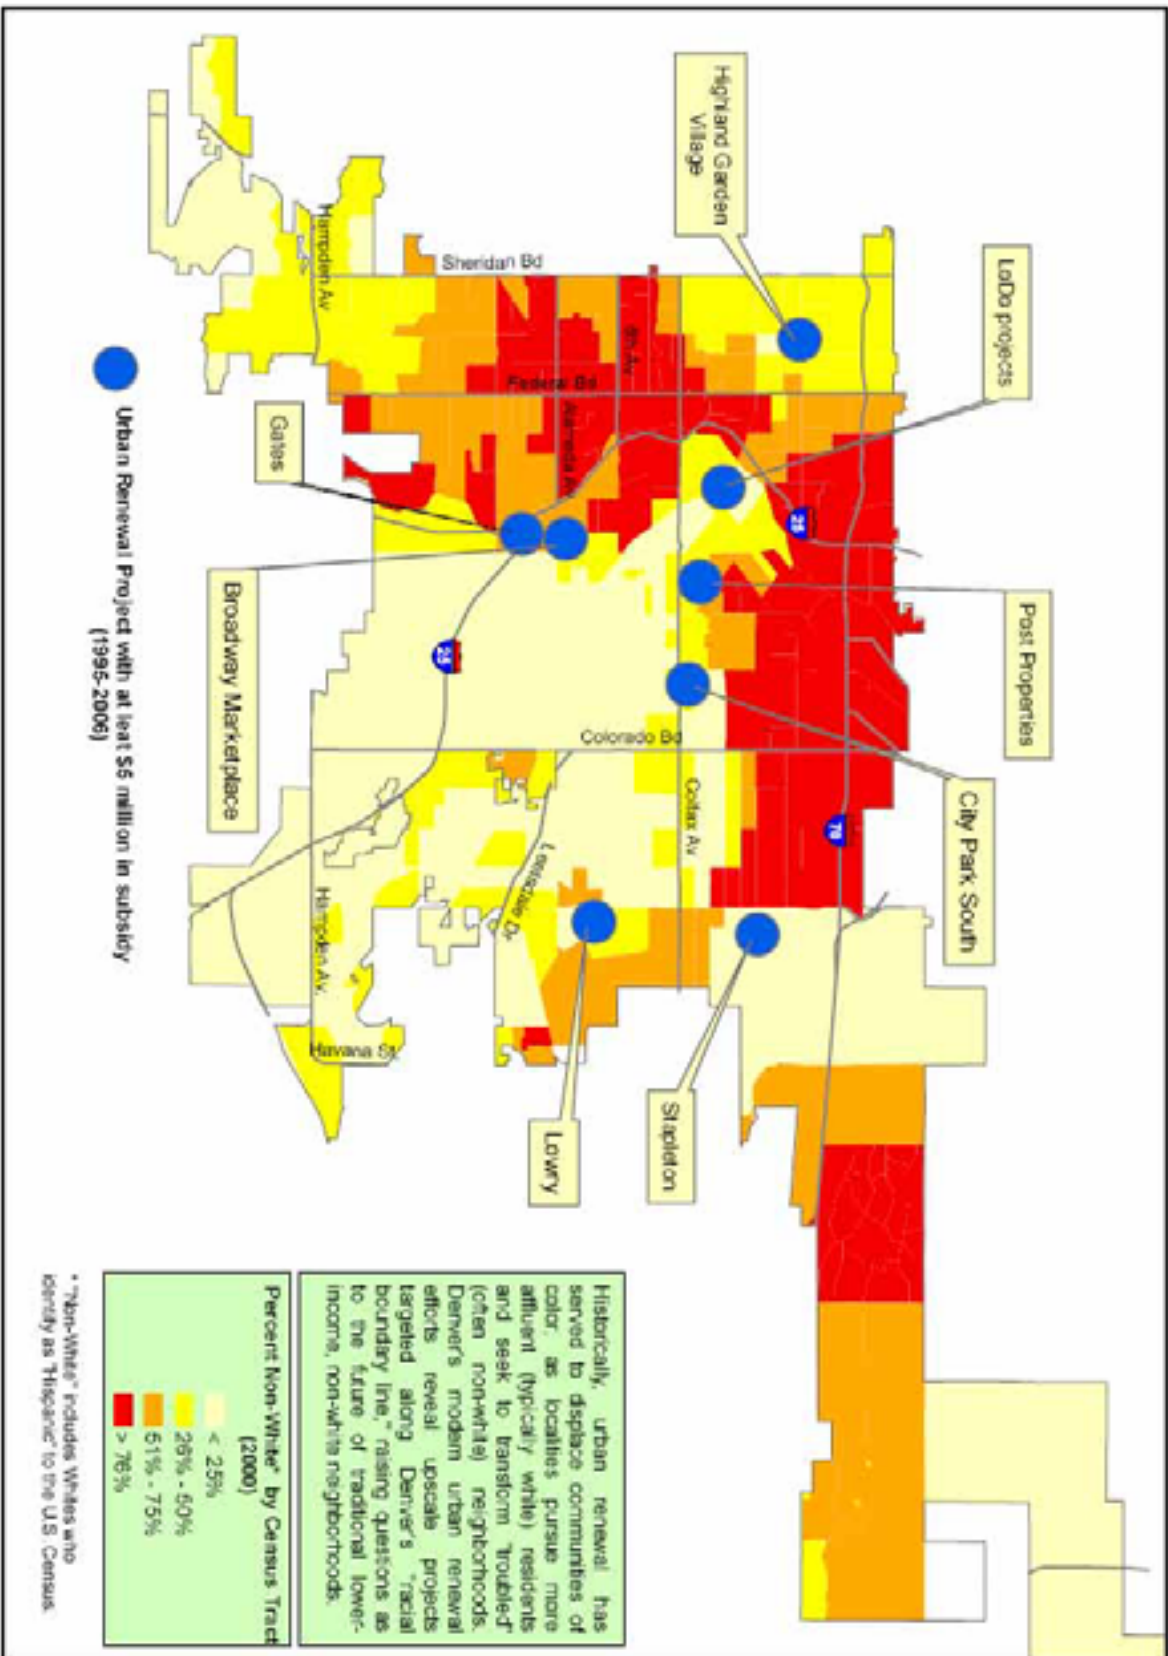 Highland Garden
Village
LoDo projects
Post Properties
City Park South
Stapleton
Lowry
Gates
Broadway Marketplace
Sheridan Bd
Federal Bd
Colorado Bd
Havana St.
Hampden Av
Hampden Av.
Alameda Av
6th Av
Colfax Av
Leetsdale Dr
25
25
70
Urban Renewal Project with at leat $5 million in subsidy
(1995-2006)
Historically, urban renewal has
served to displace communities of
color, as localities pursue more
affluent (typically white) residents
and seek to transform "troubled"
(often non-white) neighborhoods.
Denver's modern urban renewal
efforts reveal upscale projects
targeted along Denver's "racial
boundary line," raising questions as
to the future of traditional lower-
income, non-white neighborhoods.
Percent Non-White* by Census Tract
(2000)
< 25%
26% - 50%
51% - 75%
> 76%
* "Non-White" includes Whites who
identify as "Hispanic" to the U.S. Census.